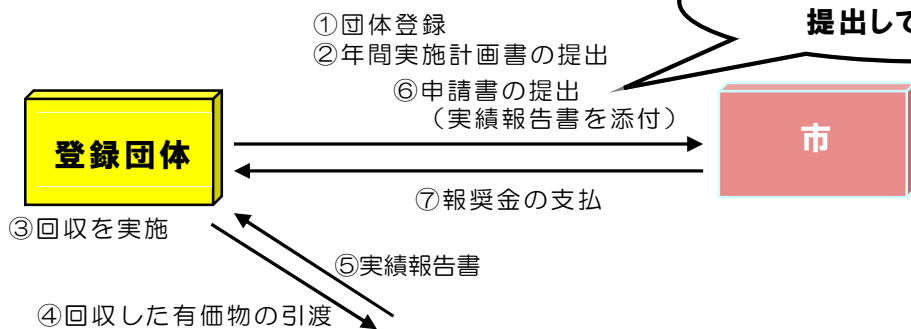 提出して
①団体登録
②年間実施計画書の提出
⑥申請書の提出
（実績報告書を添付）
登録団体
市
⑦報奨金の支払
③回収を実施
⑤実績報告書
④回収した有価物の引渡